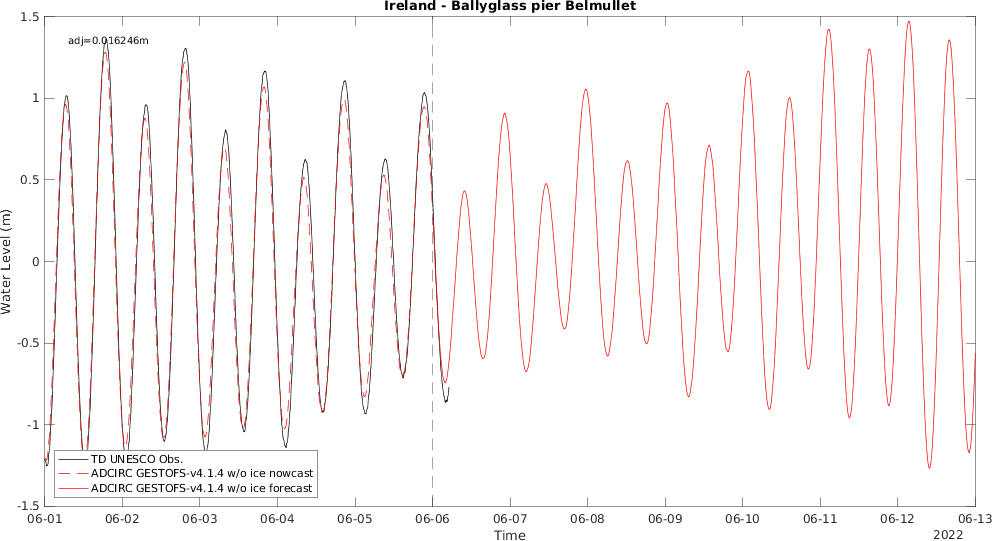 Ireland - Ballyglass pier Belmullet
1.5
adj=0.016246m
1
0.5
0
-0.5
-1
-1.5
Water Level (m)
TD UNESCO Obs.
ADCIRC GESTOFS-v4.1.4 w/o ice nowcast
ADCIRC GESTOFS-v4.1.4 w/o ice forecast
06-01 06-02 06-03 06-04 06-05 06-06 06-07 06-08 06-09 06-10 06-11 06-12 06-13
Time
2022